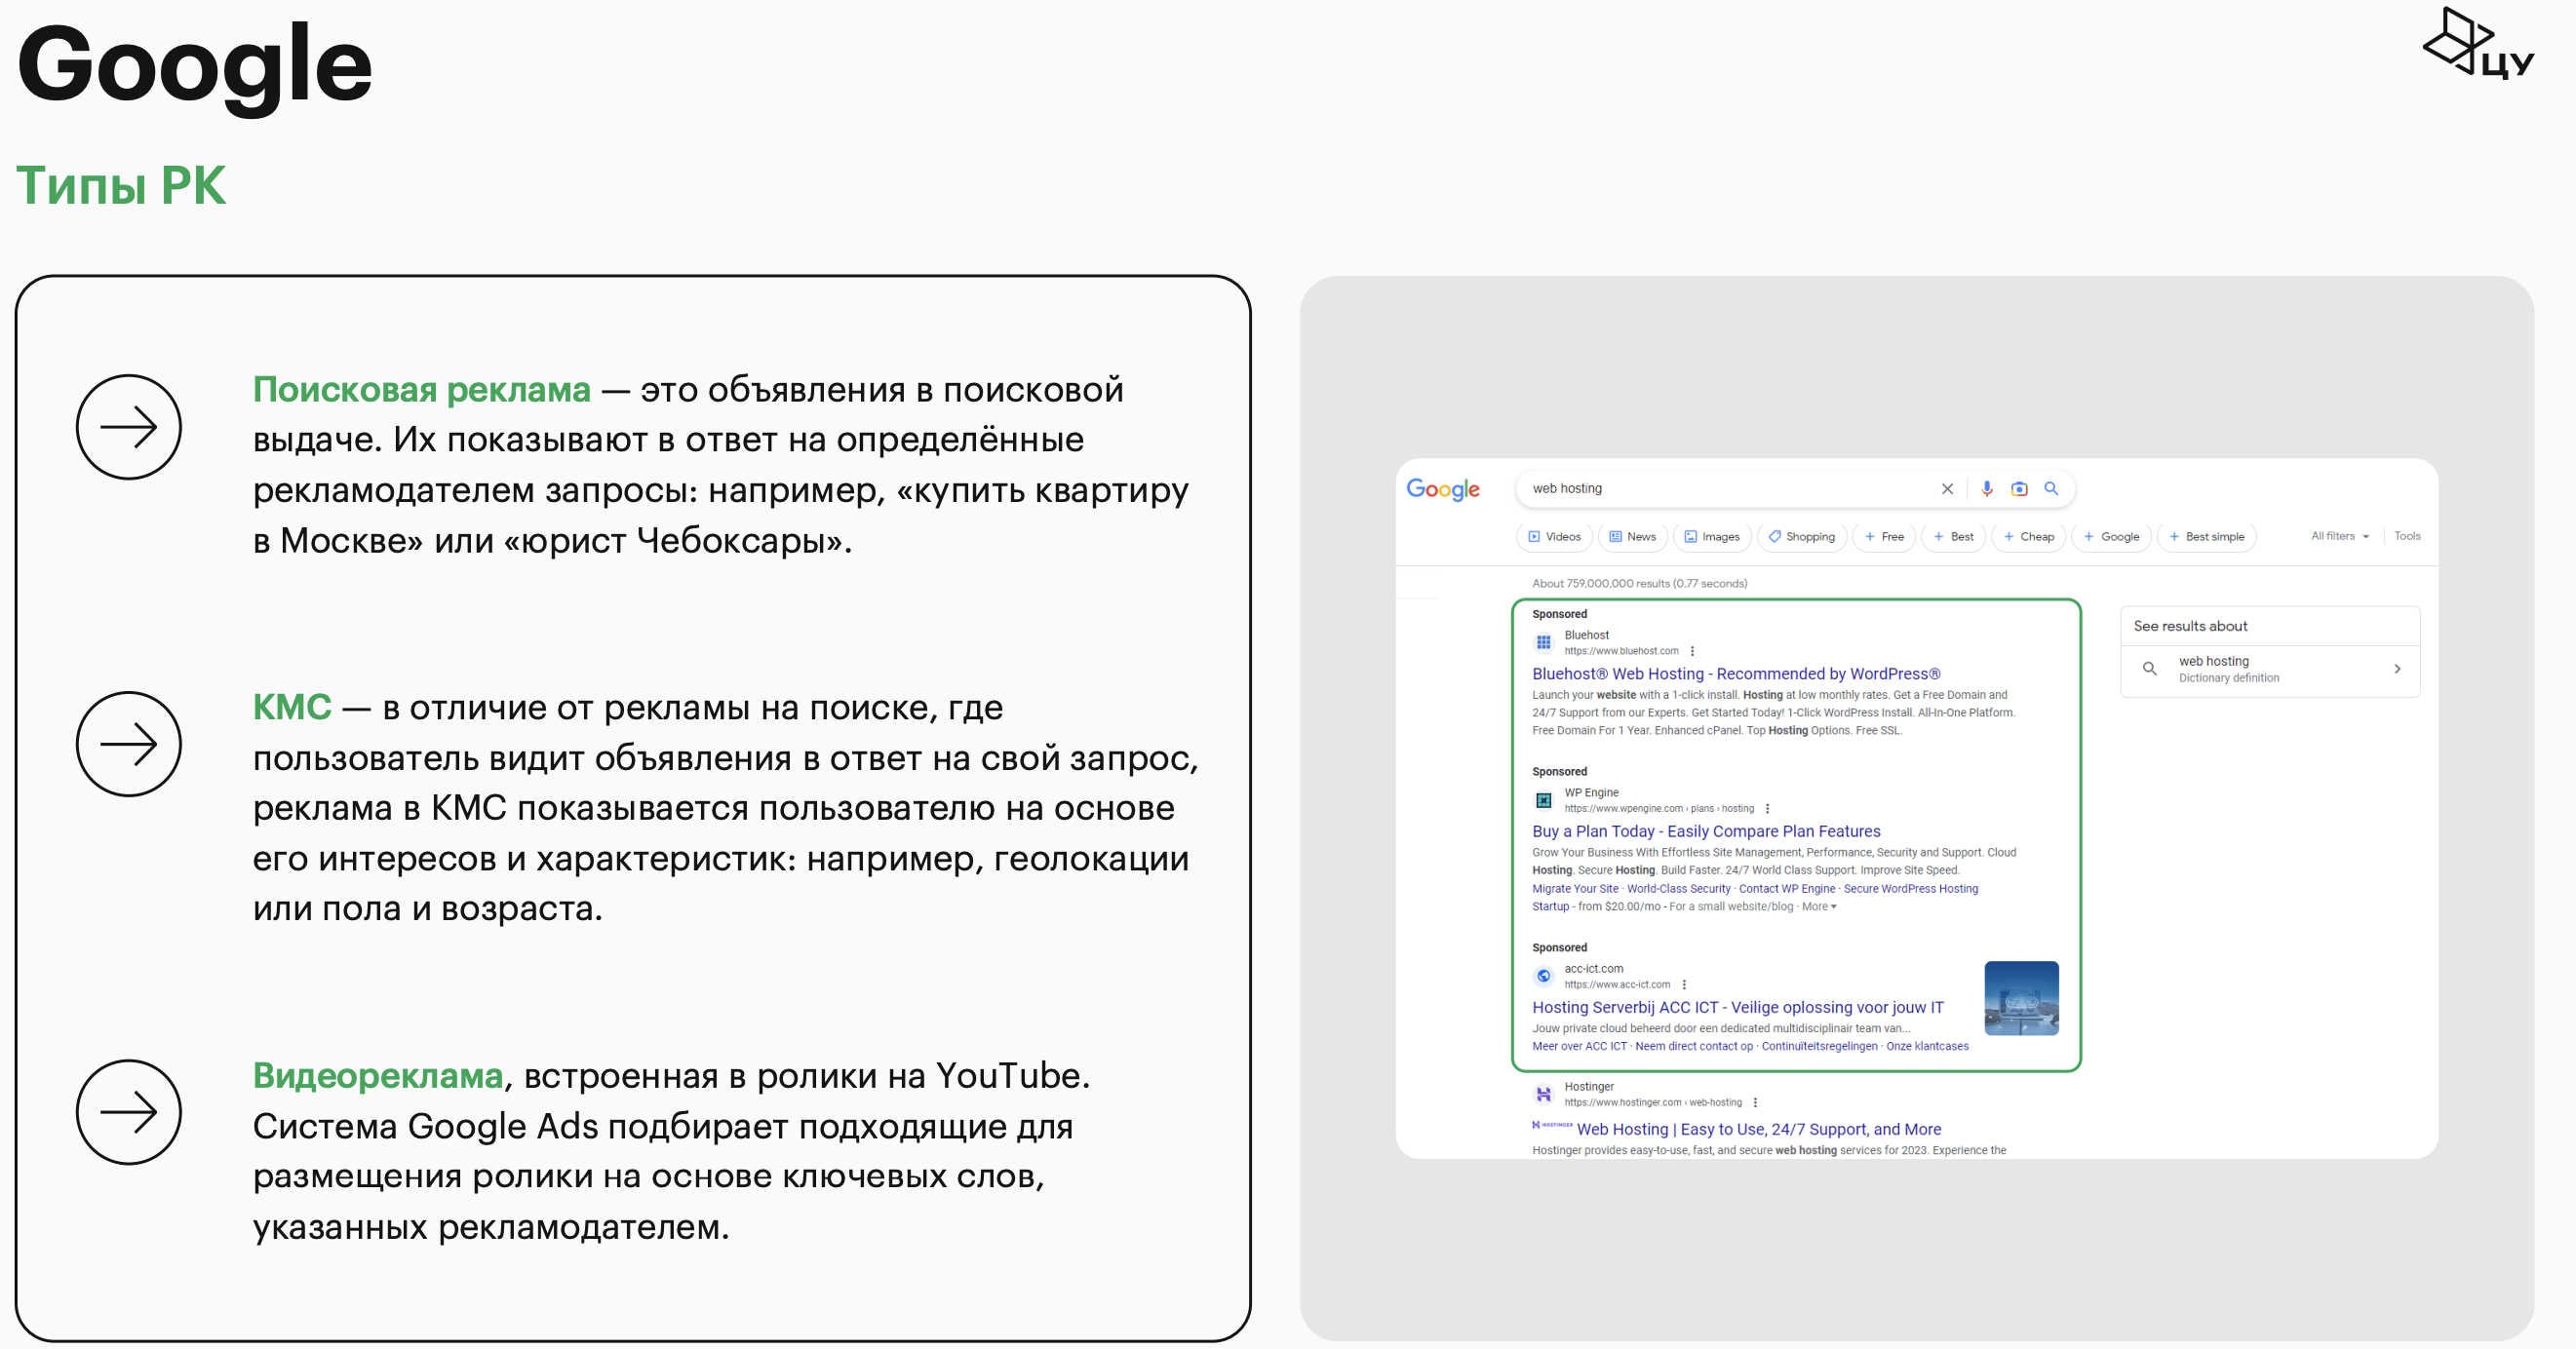 Google
ЦУ
Типы РК
Поисковая реклама — это объявления в поисковой
выдаче. Их показывают в ответ на определённые
рекламодателем запросы: например, «купить квартиру
в Москве» или «юрист Чебоксары».
КМС — в отличие от рекламы на поиске, где
пользователь видит объявления в ответ на свой запрос,
реклама в КМС показывается пользователю на основе
его интересов и характеристик: например, геолокации
или пола и возраста.
Видеореклама, встроенная в ролики на YouTube.
Система Google Ads подбирает подходящие для
размещения ролики на основе ключевых слов,
указанных рекламодателем.
Google web hosting
Videos News Images Shopping + Free + Best + Cheap + Google + Best simple All filters Tools
About 759,000,000 results (0.77 seconds)
Sponsored
Bluehost
https://www.bluehost.com
Bluehost® Web Hosting - Recommended by WordPress®
Launch your website with a 1-click install. Hosting at low monthly rates. Get a Free Domain and
24/7 Support from our Experts. Get Started Today! 1-Click WordPress Install. All-In-One Platform.
Free Domain For 1 Year. Enhanced cPanel. Top Hosting Options. Free SSL.
Sponsored
WP Engine
https://www.wpengine.com › plans › hosting
Buy a Plan Today - Easily Compare Plan Features
Grow Your Business With Effortless Site Management, Performance, Security and Support. Cloud
Hosting. Secure Hosting. Build Faster. 24/7 World Class Support. Improve Site Speed.
Migrate Your Site · World-Class Security · Contact WP Engine · Secure WordPress Hosting
Startup - from $20.00/mo - For a small website/blog · More
Sponsored
acc-ict.com
https://www.acc-ict.com
Hosting Serverbij ACC ICT - Veilige oplossing voor jouw IT
Jouw private cloud beheerd door een dedicated multidisciplinair team van...
Meer over ACC ICT · Neem direct contact op · Continuïteitsregelingen · Onze klantcases
Hostinger
https://www.hostinger.com › web-hosting
HOSTINGER Web Hosting | Easy to Use, 24/7 Support, and More
Hostinger provides easy-to-use, fast, and secure web hosting services for 2023. Experience the
See results about
web hosting
Dictionary definition